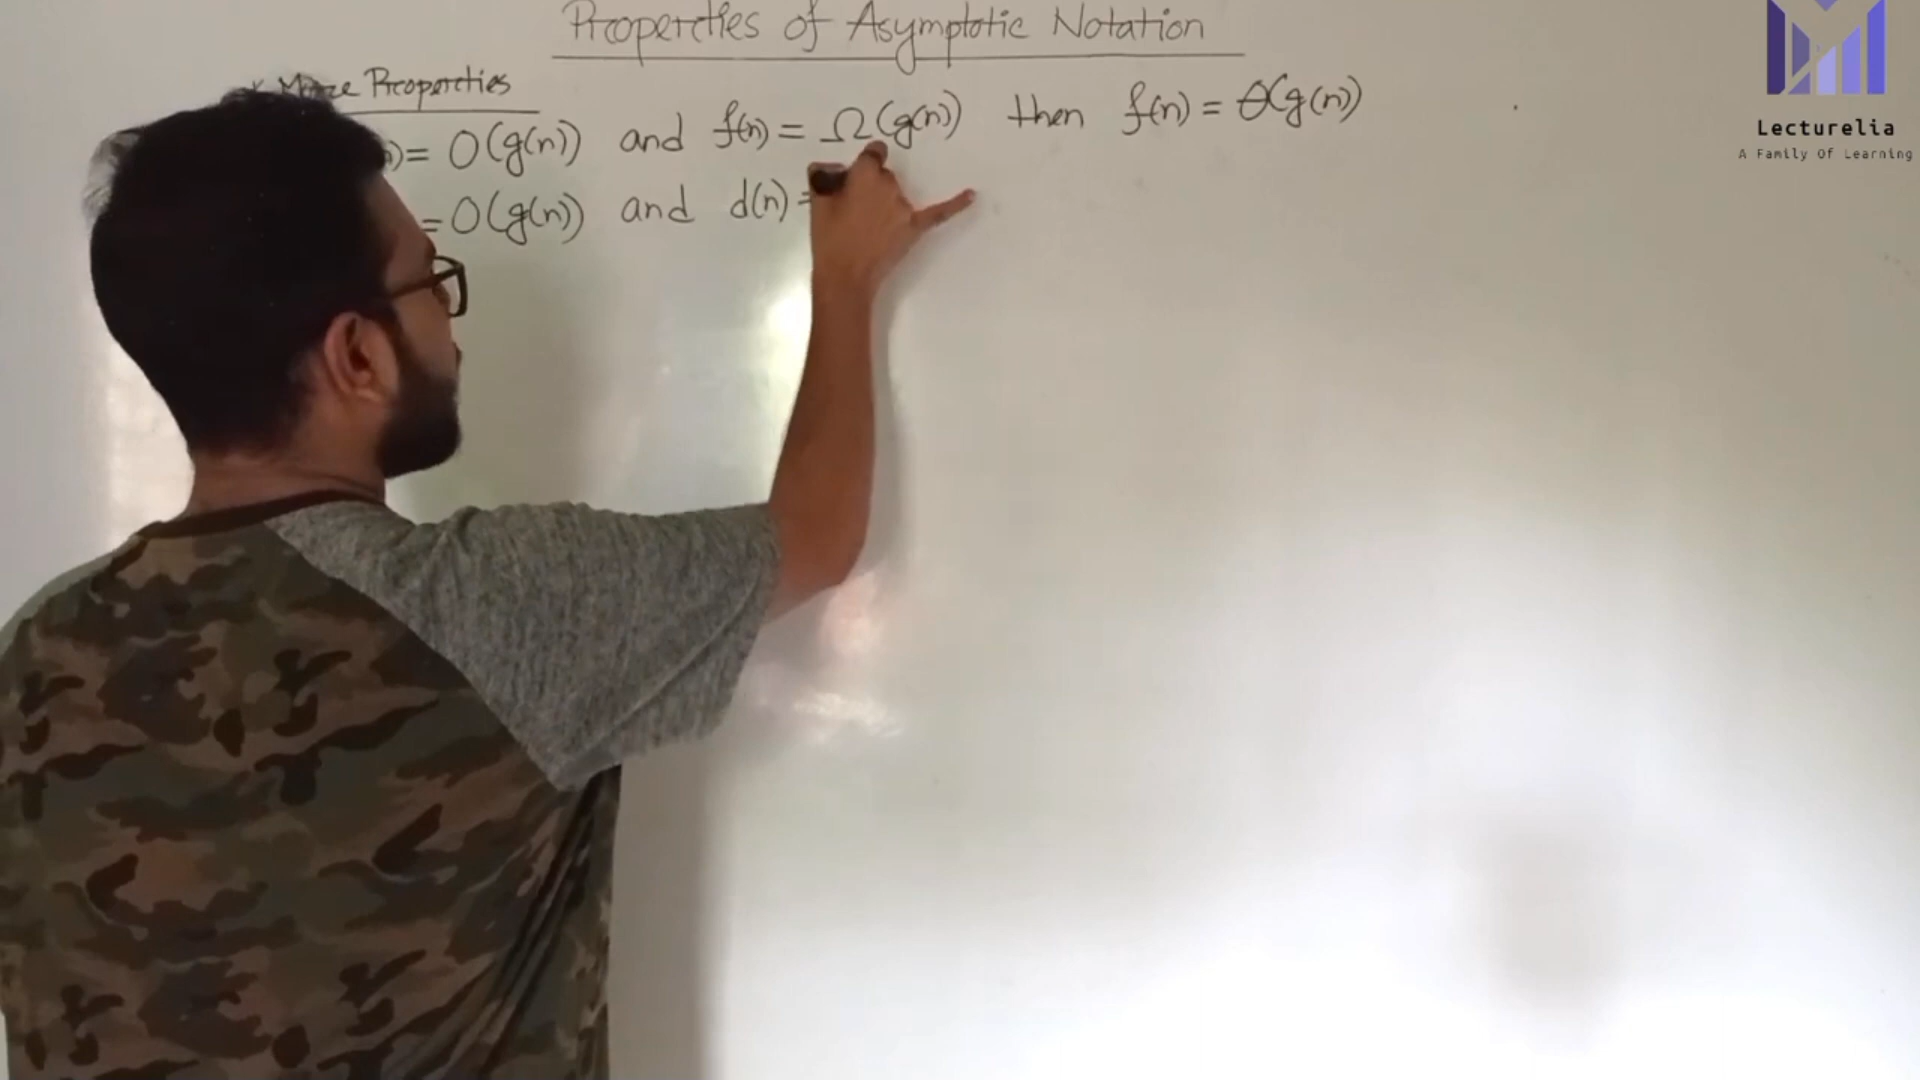 Properties of Asymptotic Notation
More Properties
)= O(g(n)) and f(n) = Ω(g(n)) then f(n) = θ(g(n))
= O(g(n)) and d(n) =
Lecturelia
A Family Of Learning